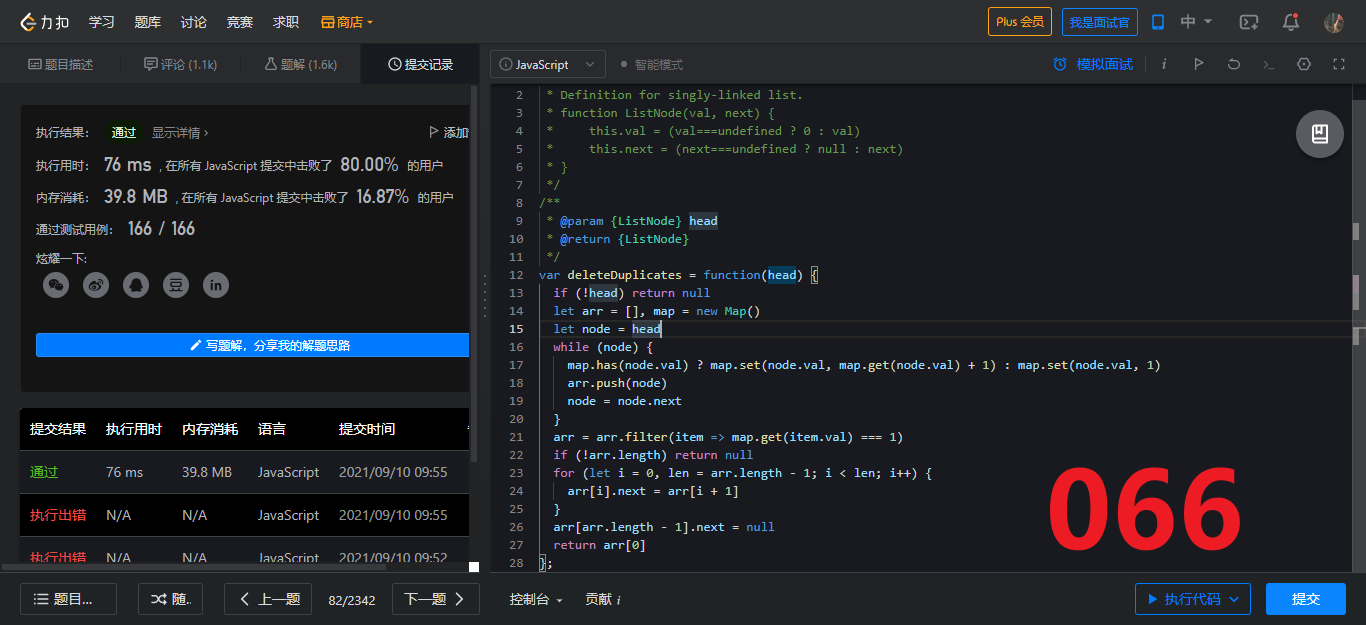 力扣 学习 题库 讨论 竞赛 求职 商店 Plus 会员 我是面试官 中
题目描述 评论 (1.1k) 题解 (1.6k) 提交记录
i JavaScript 智能模式 模拟面试 i
执行结果： 通过 显示详情 › 添加
执行用时： 76 ms , 在所有 JavaScript 提交中击败了 80.00% 的用户
内存消耗： 39.8 MB , 在所有 JavaScript 提交中击败了 16.87% 的用户
通过测试用例： 166 / 166
炫耀一下:
豆 in
写题解，分享我的解题思路
提交结果 执行用时 内存消耗 语言 提交时间
通过 76 ms 39.8 MB JavaScript 2021/09/10 09:55
执行出错 N/A N/A JavaScript 2021/09/10 09:55
执行出错 N/A N/A JavaScript 2021/09/10 09:52
2 * Definition for singly-linked list.
3 * function ListNode(val, next) {
4 *     this.val = (val===undefined ? 0 : val)
5 *     this.next = (next===undefined ? null : next)
6 * }
7 */
8 /**
9 * @param {ListNode} head
10 * @return {ListNode}
11 */
12 var deleteDuplicates = function(head) {
13   if (!head) return null
14   let arr = [], map = new Map()
15   let node = head
16   while (node) {
17     map.has(node.val) ? map.set(node.val, map.get(node.val) + 1) : map.set(node.val, 1)
18     arr.push(node)
19     node = node.next
20   }
21   arr = arr.filter(item => map.get(item.val) === 1)
22   if (!arr.length) return null
23   for (let i = 0, len = arr.length - 1; i < len; i++) {
24     arr[i].next = arr[i + 1]
25   }
26   arr[arr.length - 1].next = null
27   return arr[0]
28 };
066
题目... 随.. 上一题 82/2342 下一题 控制台 贡献 i 执行代码 提交